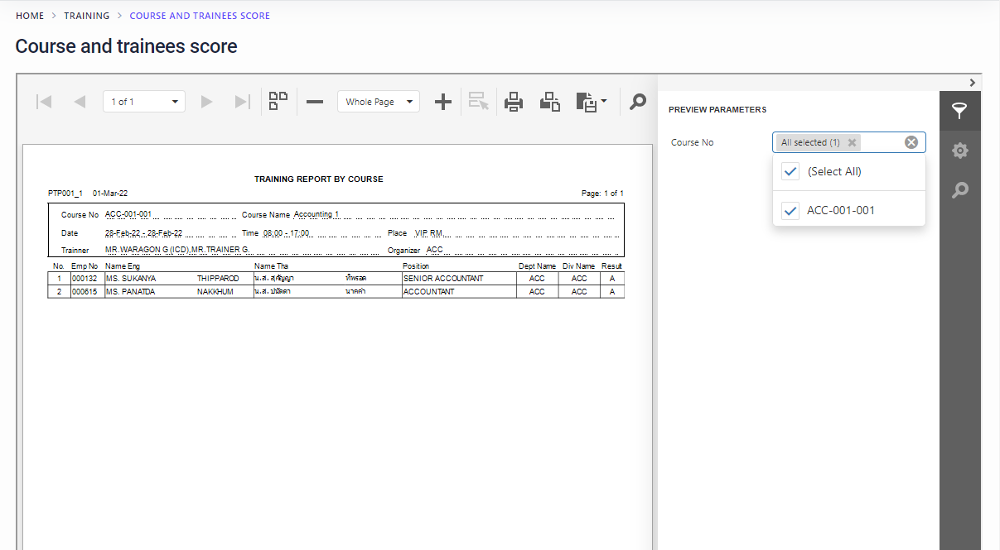 HOME > TRAINING > COURSE AND TRAINEES SCORE
Course and trainees score
1 of 1
Whole Page
PREVIEW PARAMETERS
Course No
All selected (1)
(Select All)
ACC-001-001
TRAINING REPORT BY COURSE
PTP001_1 01-Mar-22 Page: 1 of 1
Course No ACC-001-001 Course Name Accounting 1
Date 28-Feb-22 - 28-Feb-22 Time 08:00 - 17:00 Place VIP RM.
Trainner MR.WARAGON G (ICD),MR.TRAINER G. Organizer ACC
No. Emp No Name Eng Name Tha Position Dept Name Div Name Result
1 000132 MS. SUKANYA THIPPAROD น.ส. สุกัญญา ทิพรอด SENIOR ACCOUNTANT ACC ACC A
2 000615 MS. PANATDA NAKKHUM น.ส. ปนัดดา นาคคำ ACCOUNTANT ACC ACC A